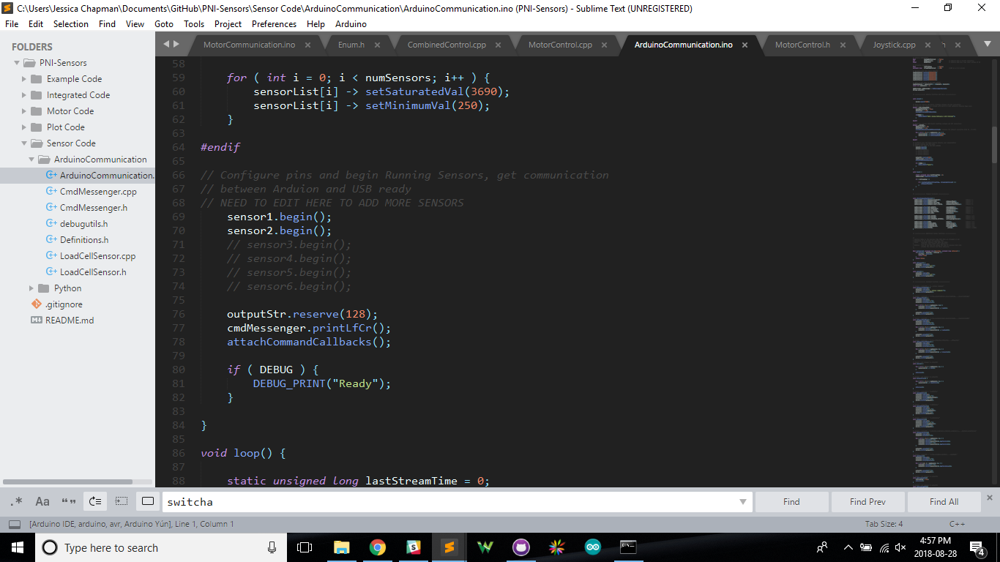 C:\Users\Jessica Chapman\Documents\GitHub\PNI-Sensors\Sensor Code\ArduinoCommunication\ArduinoCommunication.ino (PNI-Sensors) - Sublime Text (UNREGISTERED)
File Edit Selection Find View Goto Tools Project Preferences Help Arduino
FOLDERS
PNI-Sensors
Example Code
Integrated Code
Motor Code
Plot Code
Sensor Code
ArduinoCommunication
ArduinoCommunication.
CmdMessenger.cpp
CmdMessenger.h
debugutils.h
Definitions.h
LoadCellSensor.cpp
LoadCellSensor.h
Python
.gitignore
README.md
MotorCommunication.ino Enum.h CombinedControl.cpp MotorControl.cpp ArduinoCommunication.ino MotorControl.h Joystick.cpp h
58
59 for ( int i = 0; i < numSensors; i++ ) {
60 sensorList[i] -> setSaturatedVal(3690);
61 sensorList[i] -> setMinimumVal(250);
62 }
63
64 #endif
65
66 // Configure pins and begin Running Sensors, get communication
67 // between Arduion and USB ready
68 // NEED TO EDIT HERE TO ADD MORE SENSORS
69 sensor1.begin();
70 sensor2.begin();
71 // sensor3.begin();
72 // sensor4.begin();
73 // sensor5.begin();
74 // sensor6.begin();
75
76 outputStr.reserve(128);
77 cmdMessenger.printLfCr();
78 attachCommandCallbacks();
79
80 if ( DEBUG ) {
81 DEBUG_PRINT("Ready");
82 }
83
84 }
85
86 void loop() {
87
88 static unsigned long lastStreamTime = 0;
.* Aa “” switcha Find Find Prev Find All
[Arduino IDE, arduino, avr, Arduino Yún], Line 1, Column 1 Tab Size: 4 C++
Type here to search
4:57 PM
2018-08-28
4